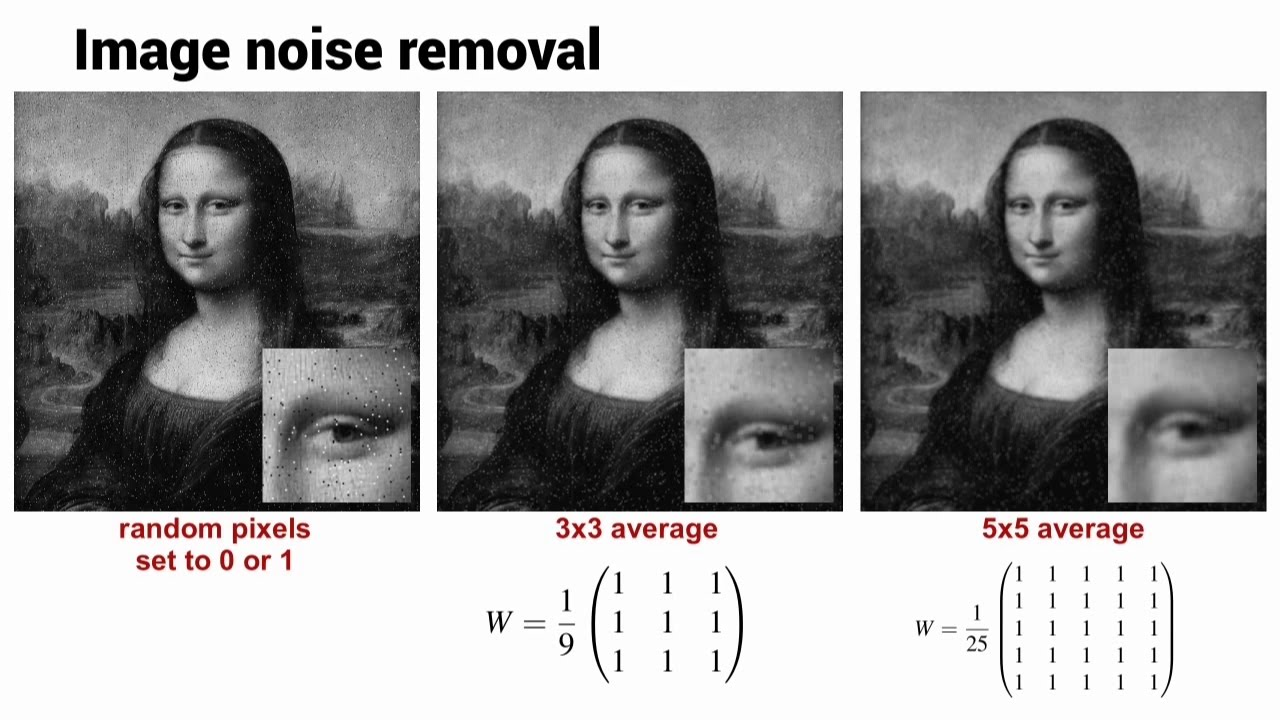 Image noise removal
random pixels
set to 0 or 1
3x3 average
5x5 average
W = 1/9 (1 1 1
1 1 1
1 1 1)
W = 1/25 (1 1 1 1 1
1 1 1 1 1
1 1 1 1 1
1 1 1 1 1
1 1 1 1 1)